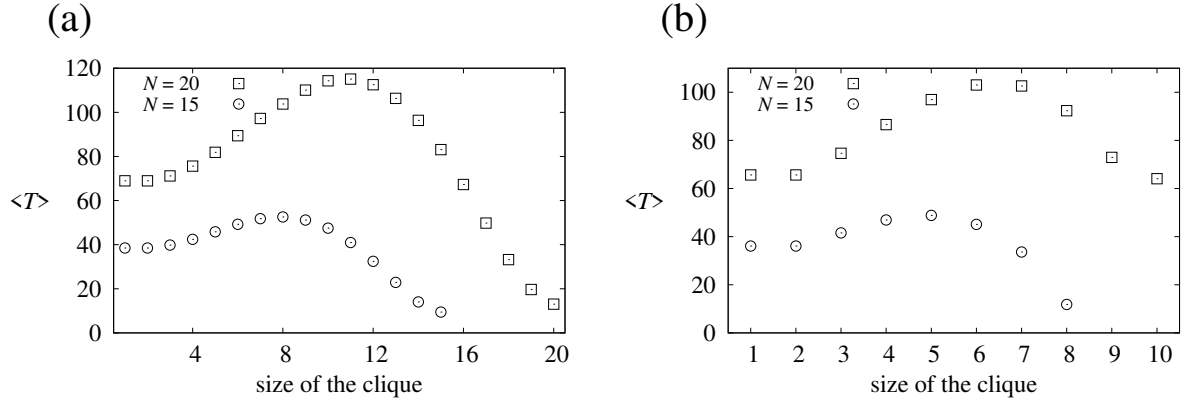 (a)
N = 20
N = 15
120
100
80
60
40
20
0
<T>
4 8 12 16 20
size of the clique
(b)
N = 20
N = 15
100
80
60
40
20
0
<T>
1 2 3 4 5 6 7 8 9 10
size of the clique